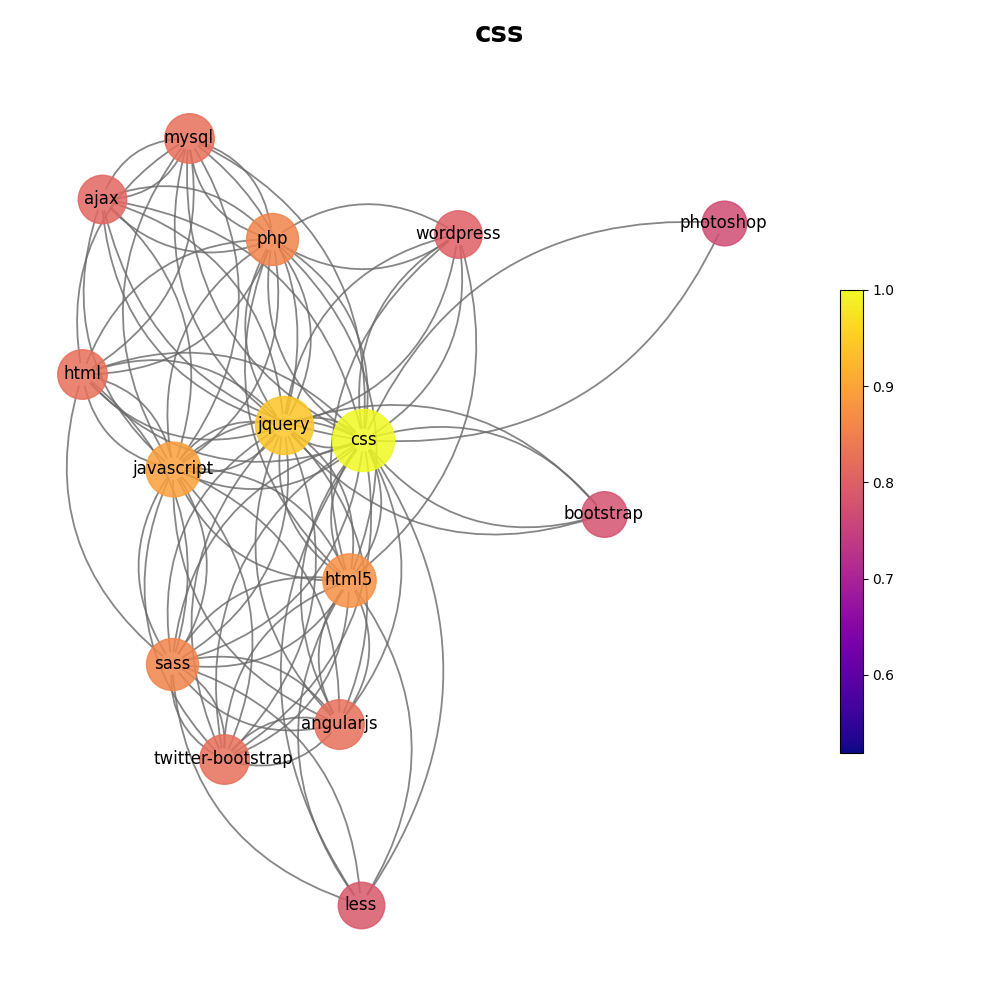 css
mysql
ajax
photoshop
wordpress
php
1.0
html
0.9
jquery
css
javascript
0.8
bootstrap
html5
0.7
sass
0.6
angularjs
twitter-bootstrap
less